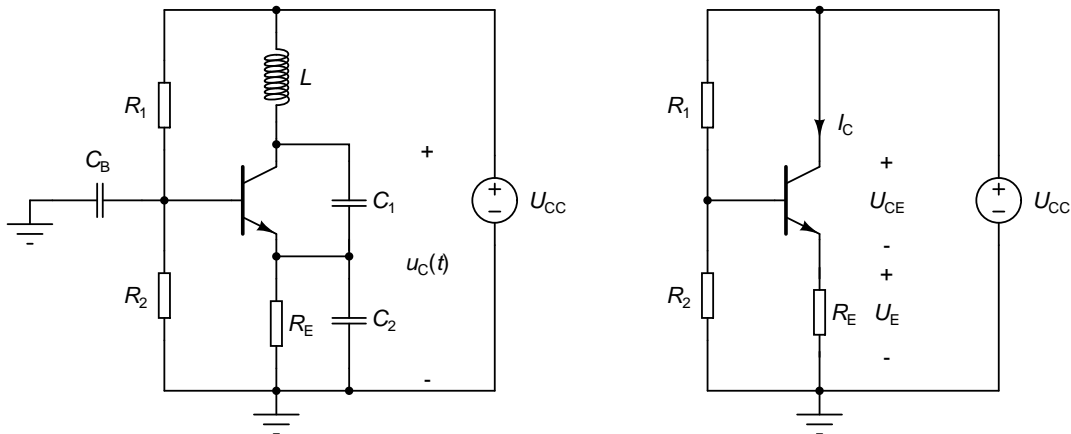 L
R1
CB
+
+
C1
UCC
R2
uC(t)
RE
C2
-
R1
IC
+
+
UCE
UCC
-
+
R2
RE
UE
-